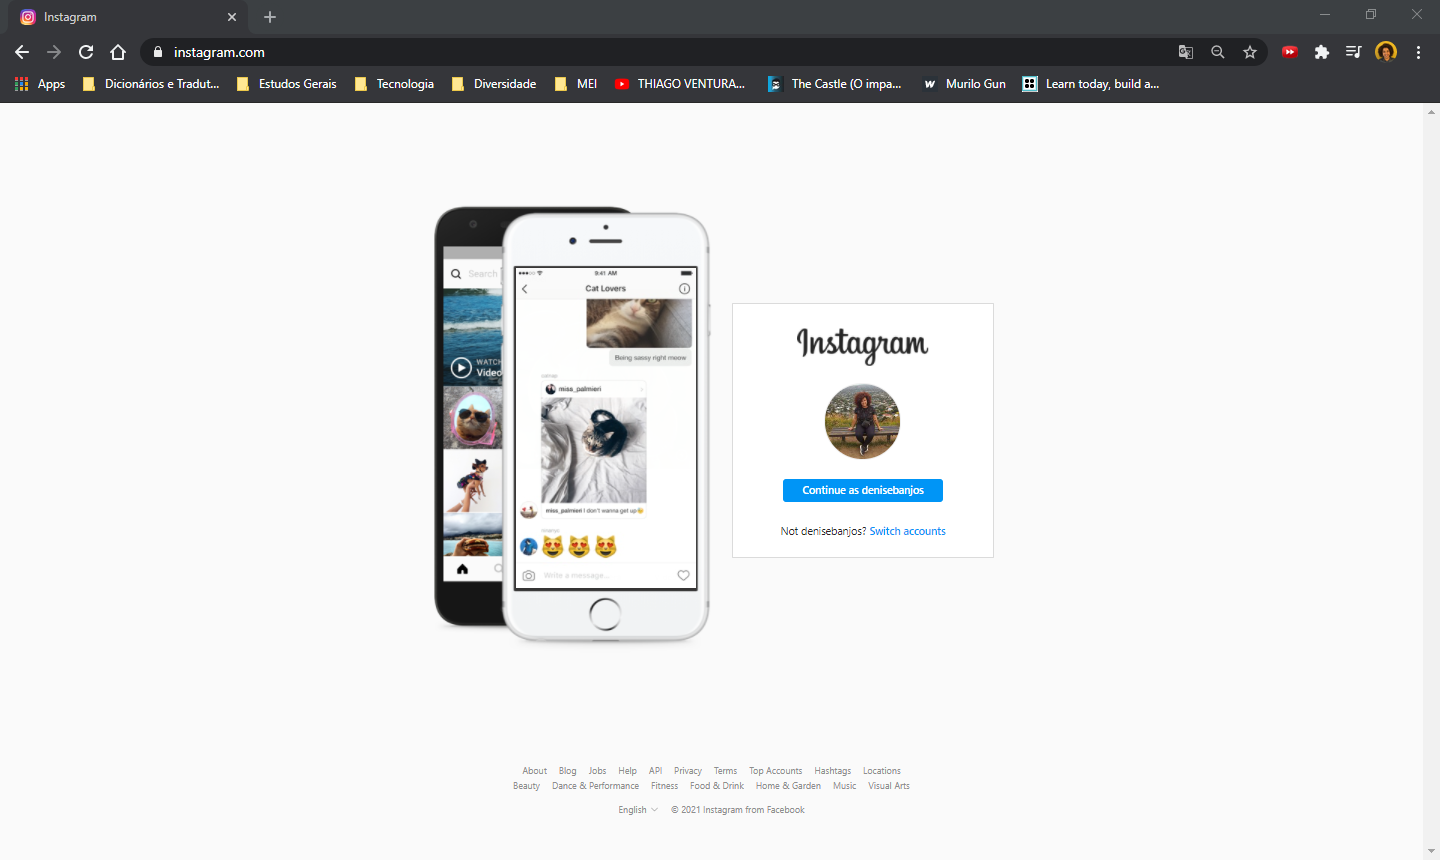 Instagram
instagram.com
Apps Dicionários e Tradut... Estudos Gerais Tecnologia Diversidade MEI THIAGO VENTURA... The Castle (O impa... Murilo Gun Learn today, build a...
Search
WATCH
Video
9:41 AM
Cat Lovers
Being sassy right meow
miss_palmieri
miss_palmieri I don't wanna get up
Write a message...
Instagram
Continue as denisebanjos
Not denisebanjos? Switch accounts
About Blog Jobs Help API Privacy Terms Top Accounts Hashtags Locations
Beauty Dance & Performance Fitness Food & Drink Home & Garden Music Visual Arts
English © 2021 Instagram from Facebook